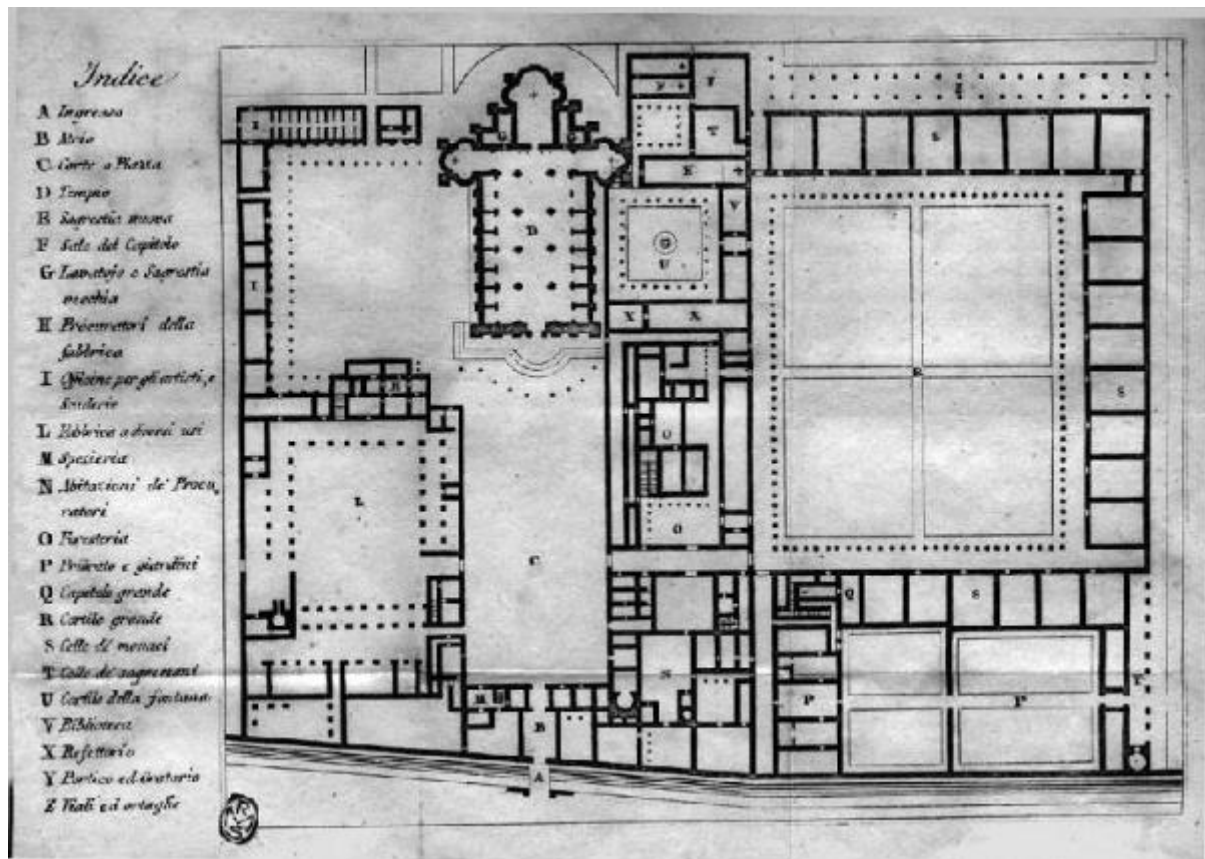 Indice
A Ingresso
B Atrio
C Corte o Piazza
D Tempio
E Sagrestia nuova
F Sale del Capitolo
G Lavatojo e Sagrestia
vecchia
H Procuratori della
fabbrica
I Officine per gli artisti, e
Scuderie
L Fabbrica a diversi usi
M Spezieria
N Abitazioni de' Procu,
ratori
O Foresteria
P Priorato e giardini
Q Capitolo grande
R Cortile grande
S Celle de' monaci
T Celle de'
U Cortile della fontana
V Biblioteca
X Refettorio
Y Portico ed Oratorio
Z Viali ed ortaglie
I
F
F
T
G
G
E
S
V
B
I
U
X
X
H
R
S
O
L
O
C
Q
S
N
P
P
Y
M
B
A